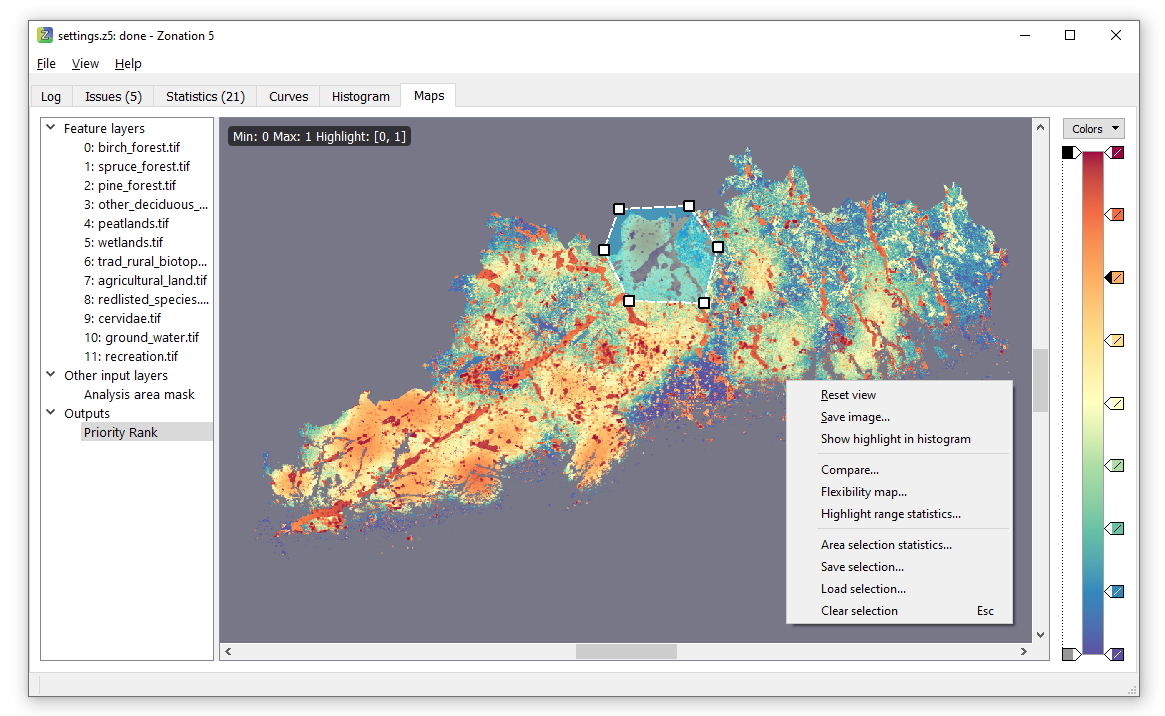 settings.z5: done - Zonation 5
File View Help
Log Issues (5) Statistics (21) Curves Histogram Maps
Feature layers
0: birch_forest.tif
1: spruce_forest.tif
2: pine_forest.tif
3: other_deciduous_...
4: peatlands.tif
5: wetlands.tif
6: trad_rural_biotop...
7: agricultural_land.tif
8: redlisted_species....
9: cervidae.tif
10: ground_water.tif
11: recreation.tif
Other input layers
Analysis area mask
Outputs
Priority Rank
Min: 0 Max: 1 Highlight: [0, 1]
Reset view
Save image...
Show highlight in histogram
Compare...
Flexibility map...
Highlight range statistics...
Area selection statistics...
Save selection...
Load selection...
Clear selection Esc
Colors